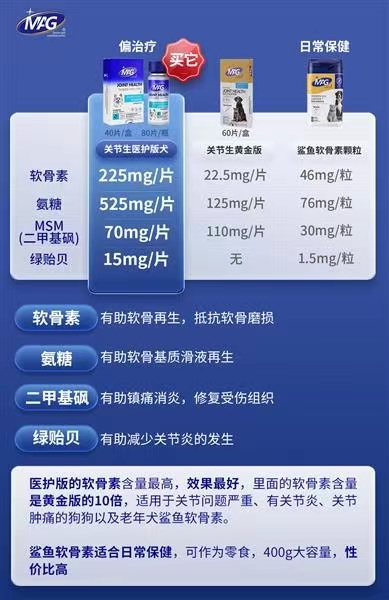 MAG
偏治疗
买它
日常保健
MAG
JOINT HEALTH
MAG
JOINT HEALTH
MAG
40片/盒 80片/瓶
60片/盒
关节生医护版犬
关节生黄金版
鲨鱼软骨素颗粒
软骨素 225mg/片 22.5mg/片 46mg/粒
氨糖 525mg/片 125mg/片 76mg/粒
MSM
(二甲基砜) 70mg/片 110mg/片 30mg/粒
绿贻贝 15mg/片 无 1.5mg/粒
软骨素 有助软骨再生，抵抗软骨磨损
氨糖 有助软骨基质滑液再生
二甲基砜 有助镇痛消炎，修复受伤组织
绿贻贝 有助减少关节炎的发生
医护版的软骨素含量最高，效果最好，里面的软骨素含量
是黄金版的10倍，适用于关节问题严重、有关节炎、关节
肿痛的狗狗以及老年犬鲨鱼软骨素。
鲨鱼软骨素适合日常保健，可作为零食，400g大容量，性
价比高